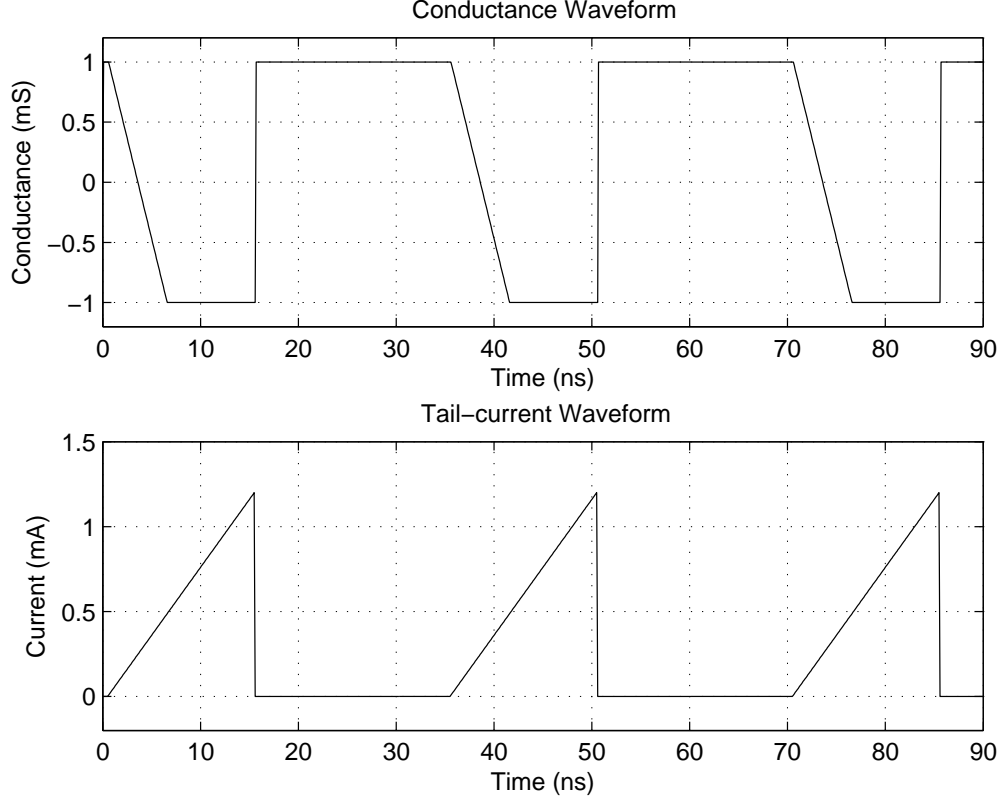 Conductance Waveform
Conductance (mS)
1
0.5
0
−0.5
−1
0 10 20 30 40 50 60 70 80 90
Time (ns)
Tail−current Waveform
Current (mA)
1.5
1
0.5
0
0 10 20 30 40 50 60 70 80 90
Time (ns)